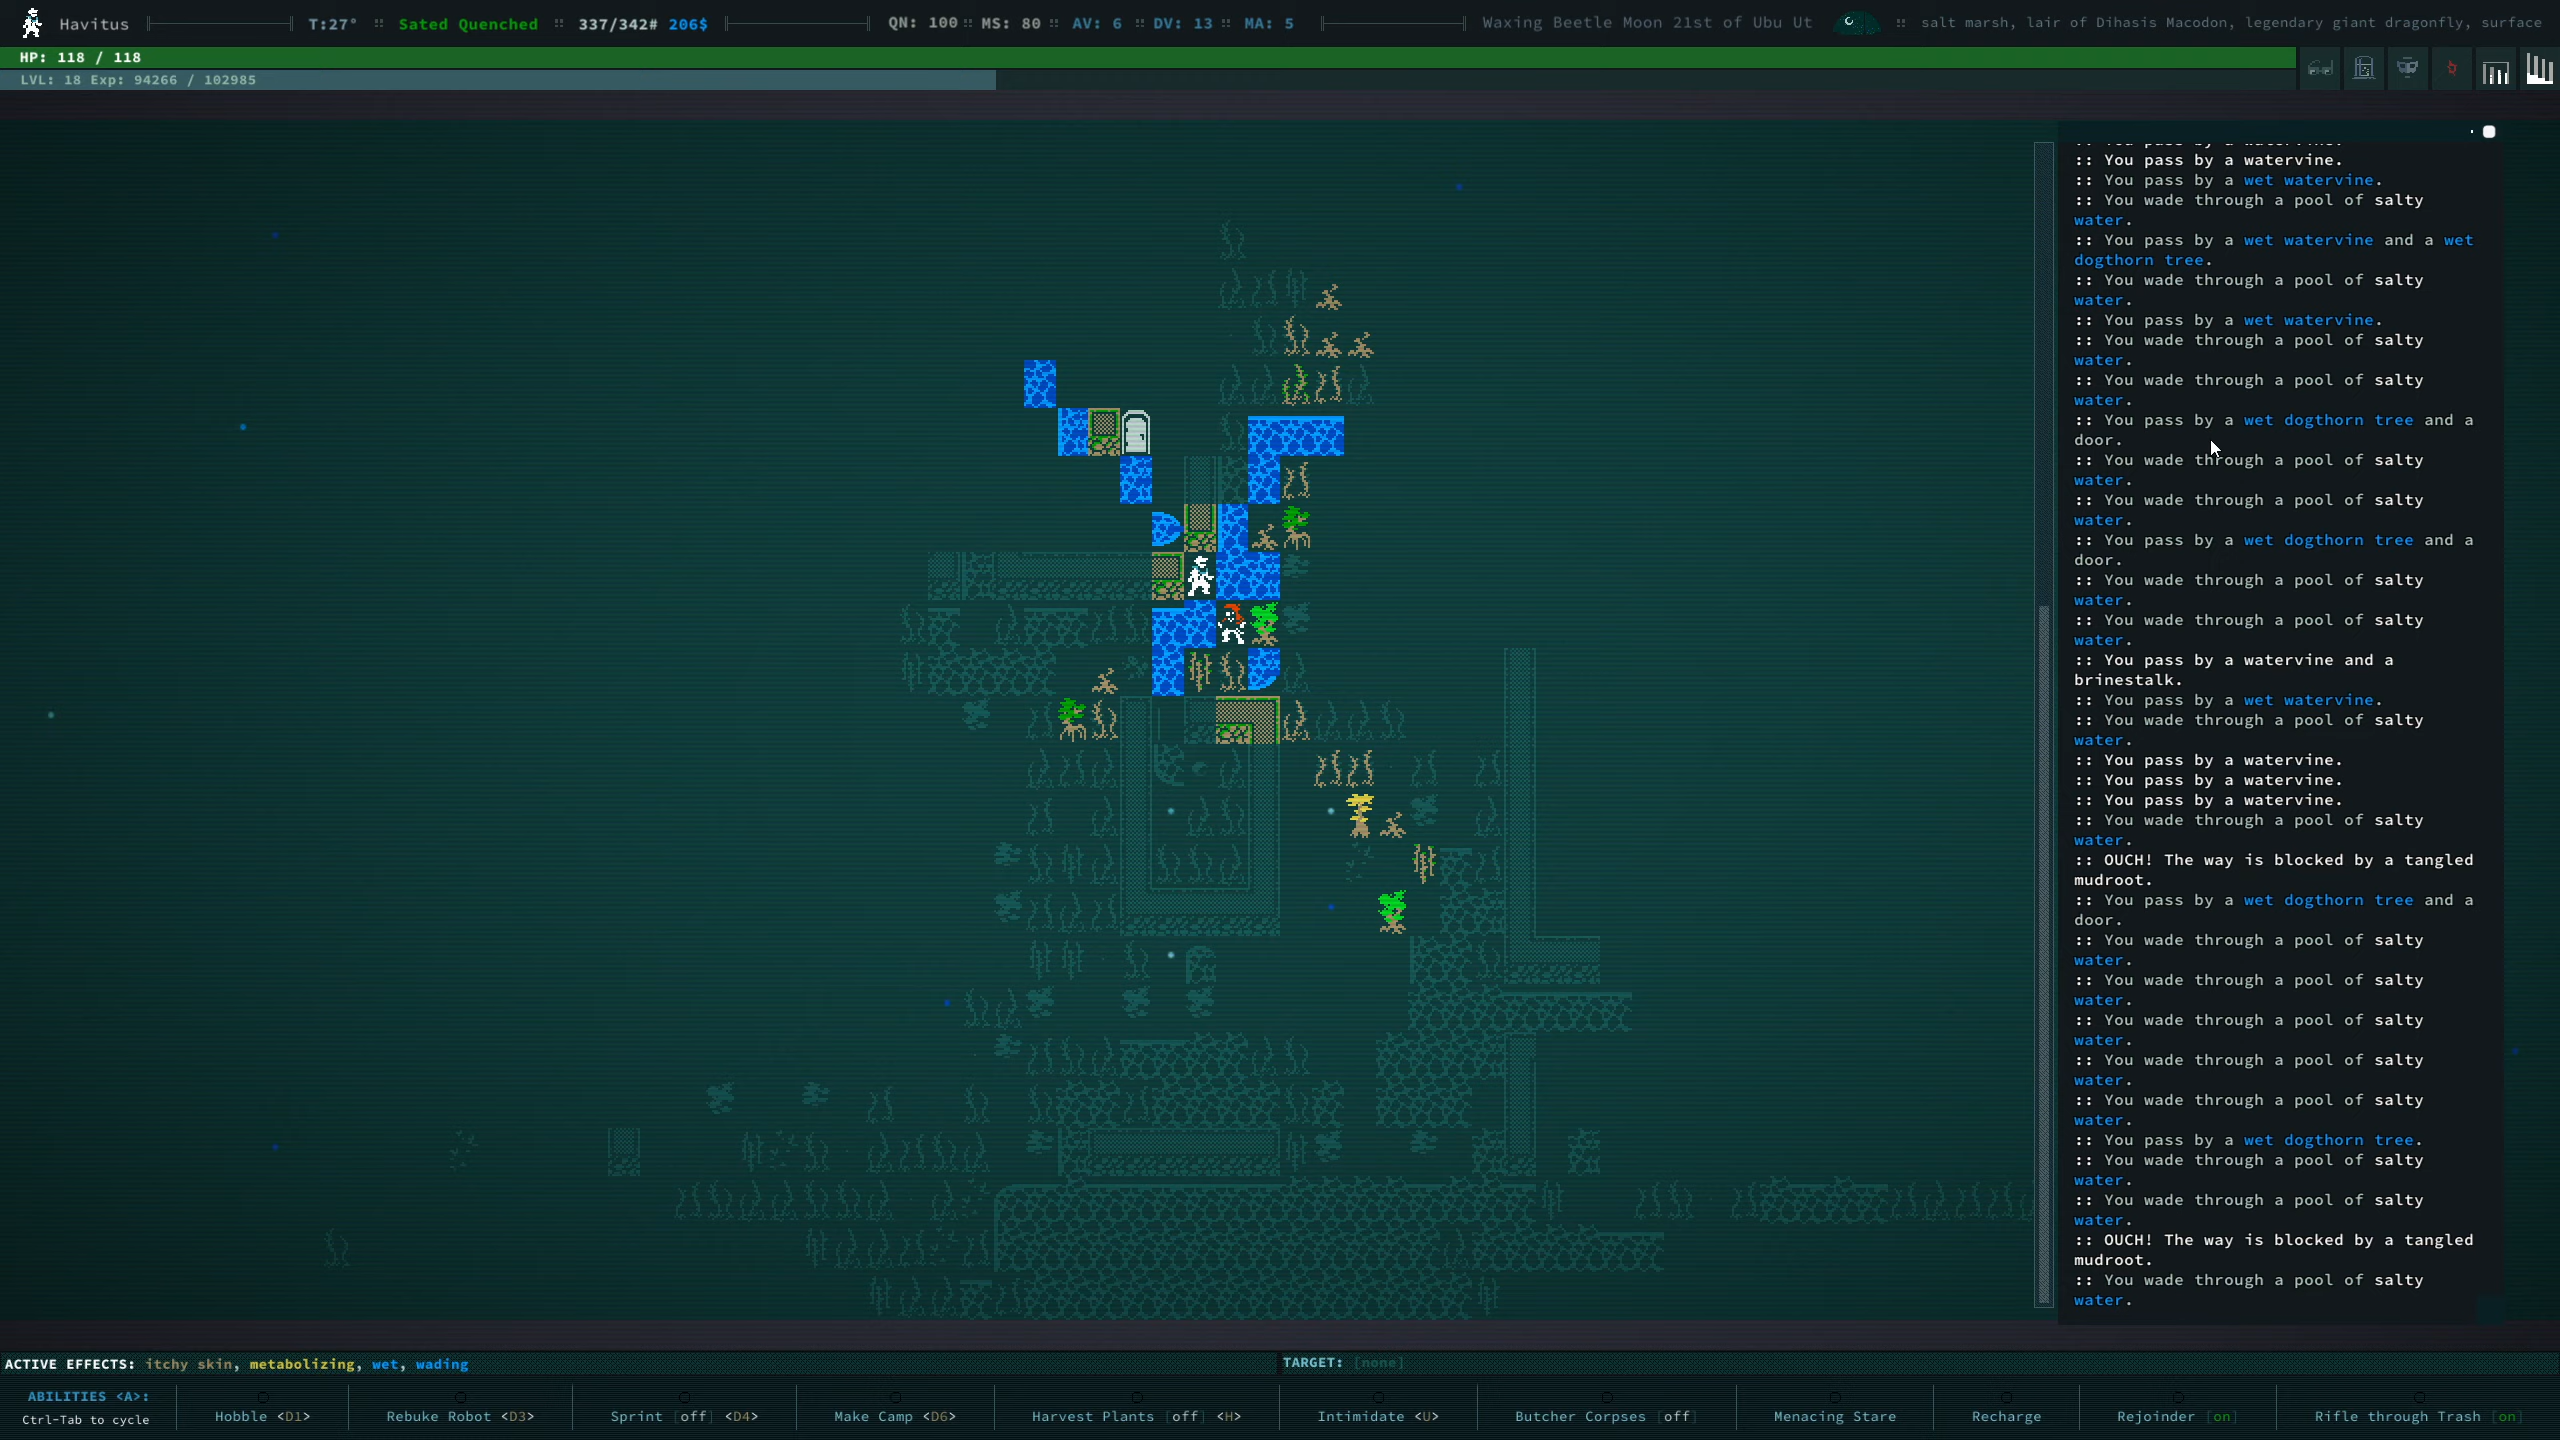 Havitus T:27° :: Sated Quenched :: 337/342# 206$ QN: 100 :: MS: 80 :: AV: 6 :: DV: 13 :: MA: 5 Waxing Beetle Moon 21st of Ubu Ut :: salt marsh, lair of Dihasis Macodon, legendary giant dragonfly, surface
HP: 118 / 118
LVL: 18 Exp: 94266 / 102985
:: You pass by a watervine.
:: You pass by a watervine.
:: You pass by a wet watervine.
:: You wade through a pool of salty
water.
:: You pass by a wet watervine and a wet
dogthorn tree.
:: You wade through a pool of salty
water.
:: You pass by a wet watervine.
:: You wade through a pool of salty
water.
:: You wade through a pool of salty
water.
:: You pass by a wet dogthorn tree and a
door.
:: You wade through a pool of salty
water.
:: You wade through a pool of salty
water.
:: You pass by a wet dogthorn tree and a
door.
:: You wade through a pool of salty
water.
:: You wade through a pool of salty
water.
:: You pass by a watervine and a
brinestalk.
:: You pass by a wet watervine.
:: You wade through a pool of salty
water.
:: You pass by a watervine.
:: You pass by a watervine.
:: You pass by a watervine.
:: You wade through a pool of salty
water.
:: OUCH! The way is blocked by a tangled
mudroot.
:: You pass by a wet dogthorn tree and a
door.
:: You wade through a pool of salty
water.
:: You wade through a pool of salty
water.
:: You wade through a pool of salty
water.
:: You wade through a pool of salty
water.
:: You wade through a pool of salty
water.
:: You pass by a wet dogthorn tree.
:: You wade through a pool of salty
water.
:: You wade through a pool of salty
water.
:: OUCH! The way is blocked by a tangled
mudroot.
:: You wade through a pool of salty
water.
ACTIVE EFFECTS: itchy skin, metabolizing, wet, wading TARGET: [none]
ABILITIES <A>:
Ctrl-Tab to cycle
Hobble <D1> Rebuke Robot <D3> Sprint [off] <D4> Make Camp <D6> Harvest Plants [off] <H> Intimidate <U> Butcher Corpses [off] Menacing Stare Recharge Rejoinder [on] Rifle through Trash [on]